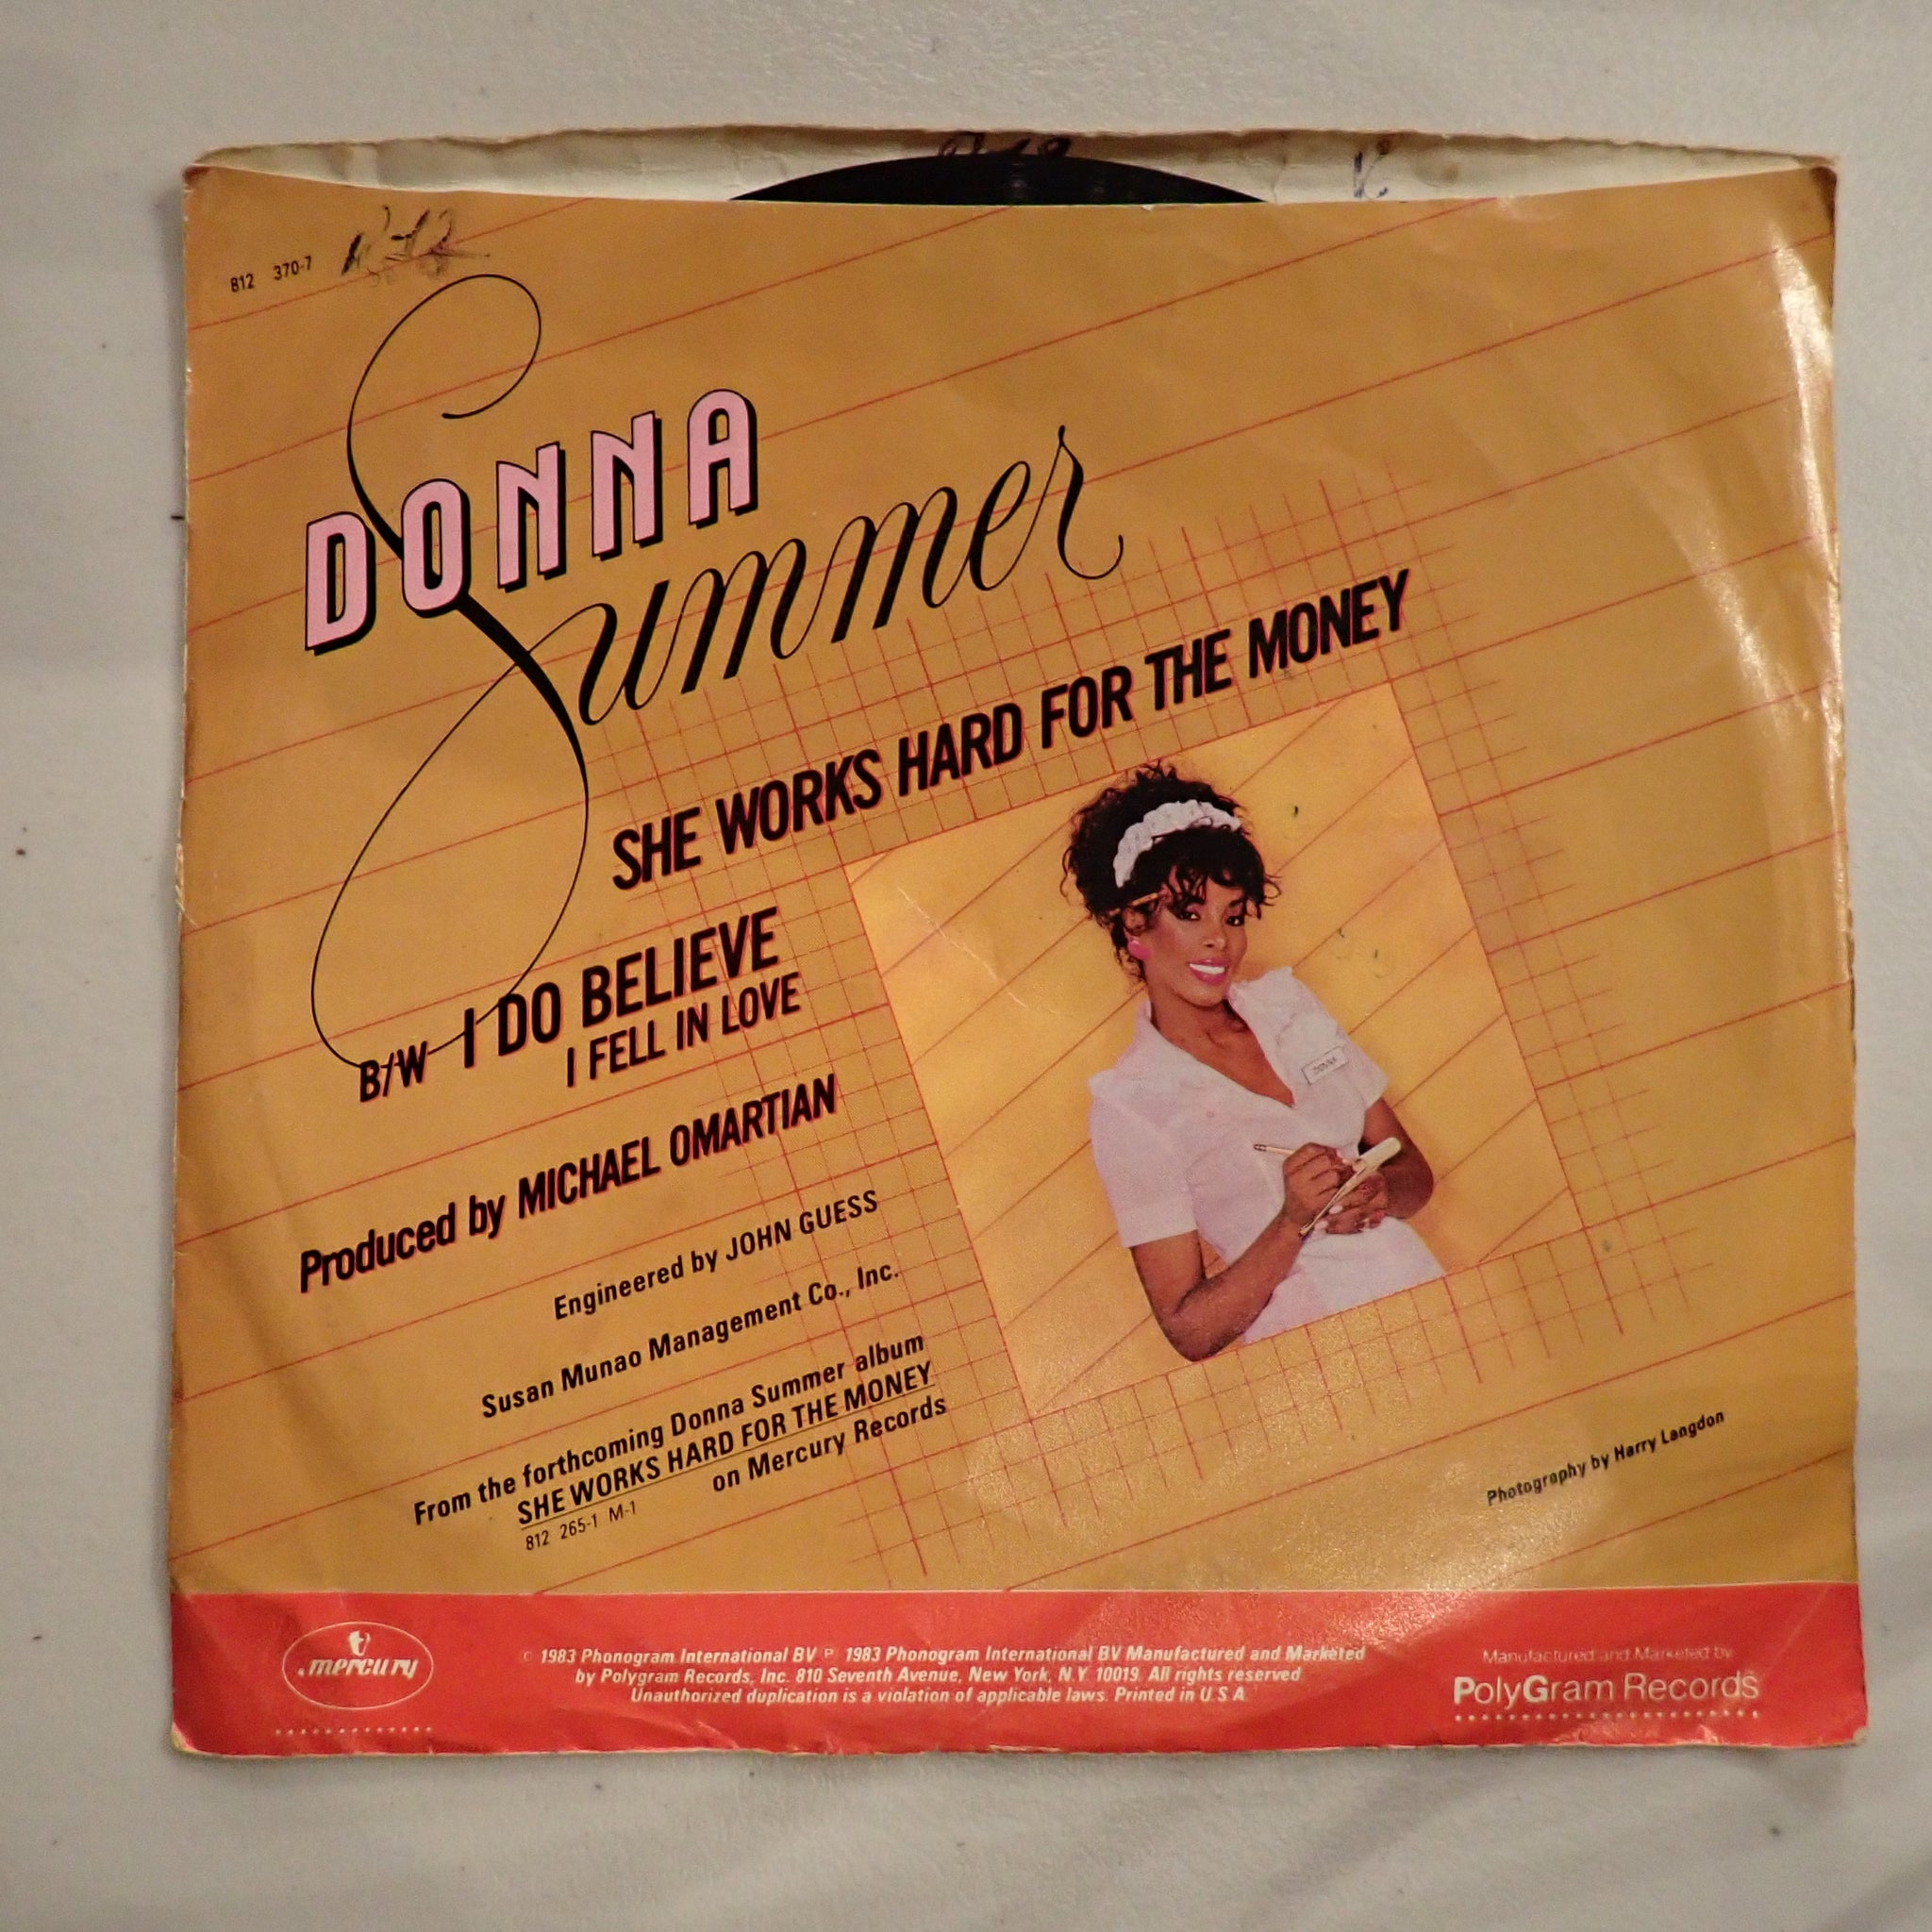 812 370-7
DONNA
Summer
SHE WORKS HARD FOR THE MONEY
B/W I DO BELIEVE
I FELL IN LOVE
Produced by MICHAEL OMARTIAN
Engineered by JOHN GUESS
Susan Munao Management Co., Inc.
From the forthcoming Donna Summer album
SHE WORKS HARD FOR THE MONEY
812 265-1 M-1
on Mercury Records
DONNA
Photography by Harry Langdon
mercury
© 1983 Phonogram International BV ℗ 1983 Phonogram International BV Manufactured and Marketed
by Polygram Records, Inc. 810 Seventh Avenue, New York, N.Y. 10019. All rights reserved
Unauthorized duplication is a violation of applicable laws. Printed in U.S.A.
Manufactured and Marketed by
PolyGram Records